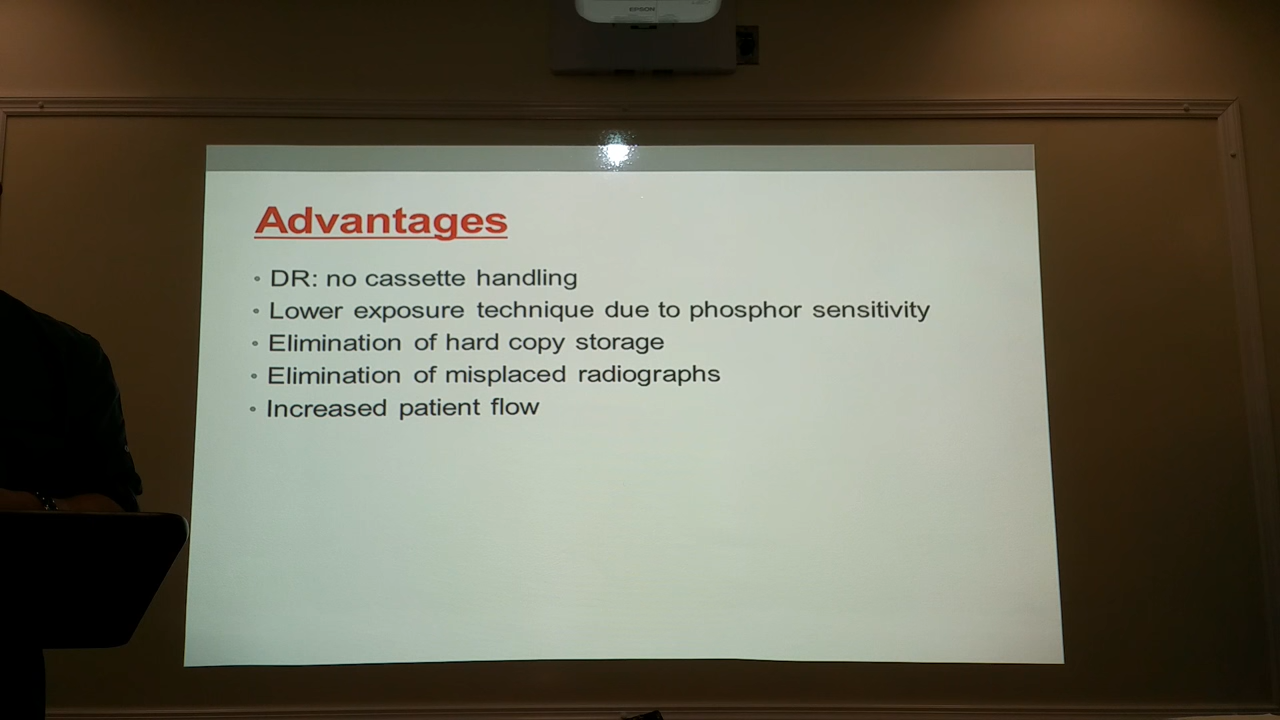 EPSON
Advantages
• DR: no cassette handling
• Lower exposure technique due to phosphor sensitivity
• Elimination of hard copy storage
• Elimination of misplaced radiographs
• Increased patient flow